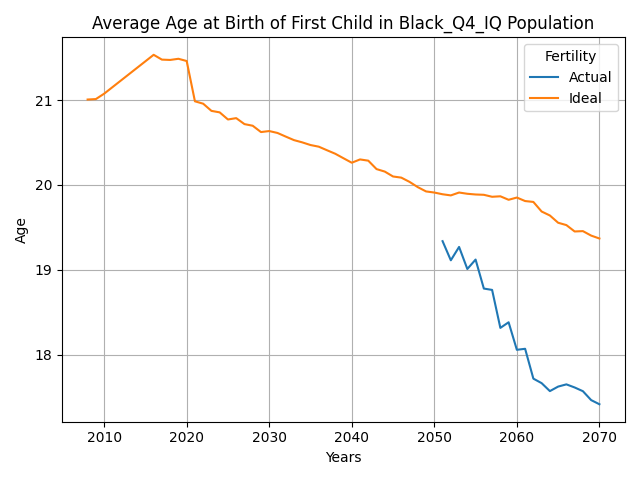 Average Age at Birth of First Child in Black_Q4_IQ Population
Fertility
Actual
Ideal
Age
21
20
19
18
2010 2020 2030 2040 2050 2060 2070
Years